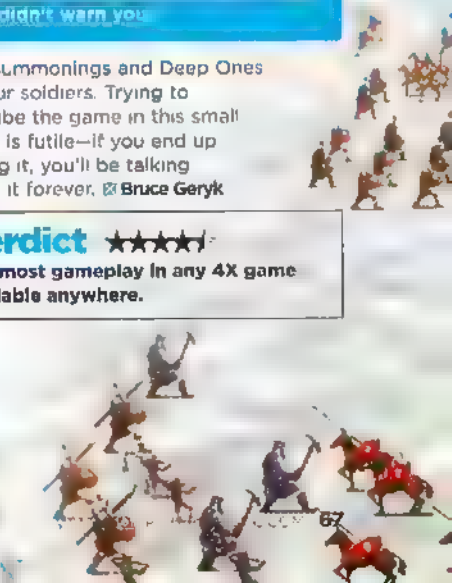 didn't warn you
ummonings and Deep Ones
ur soldiers. Trying to
be the game in this small
is futile—if you end up
g it, you'll be talking
it forever. Bruce Geryk
erdict ★★★★
most gameplay in any 4X game
lable anywhere.
67